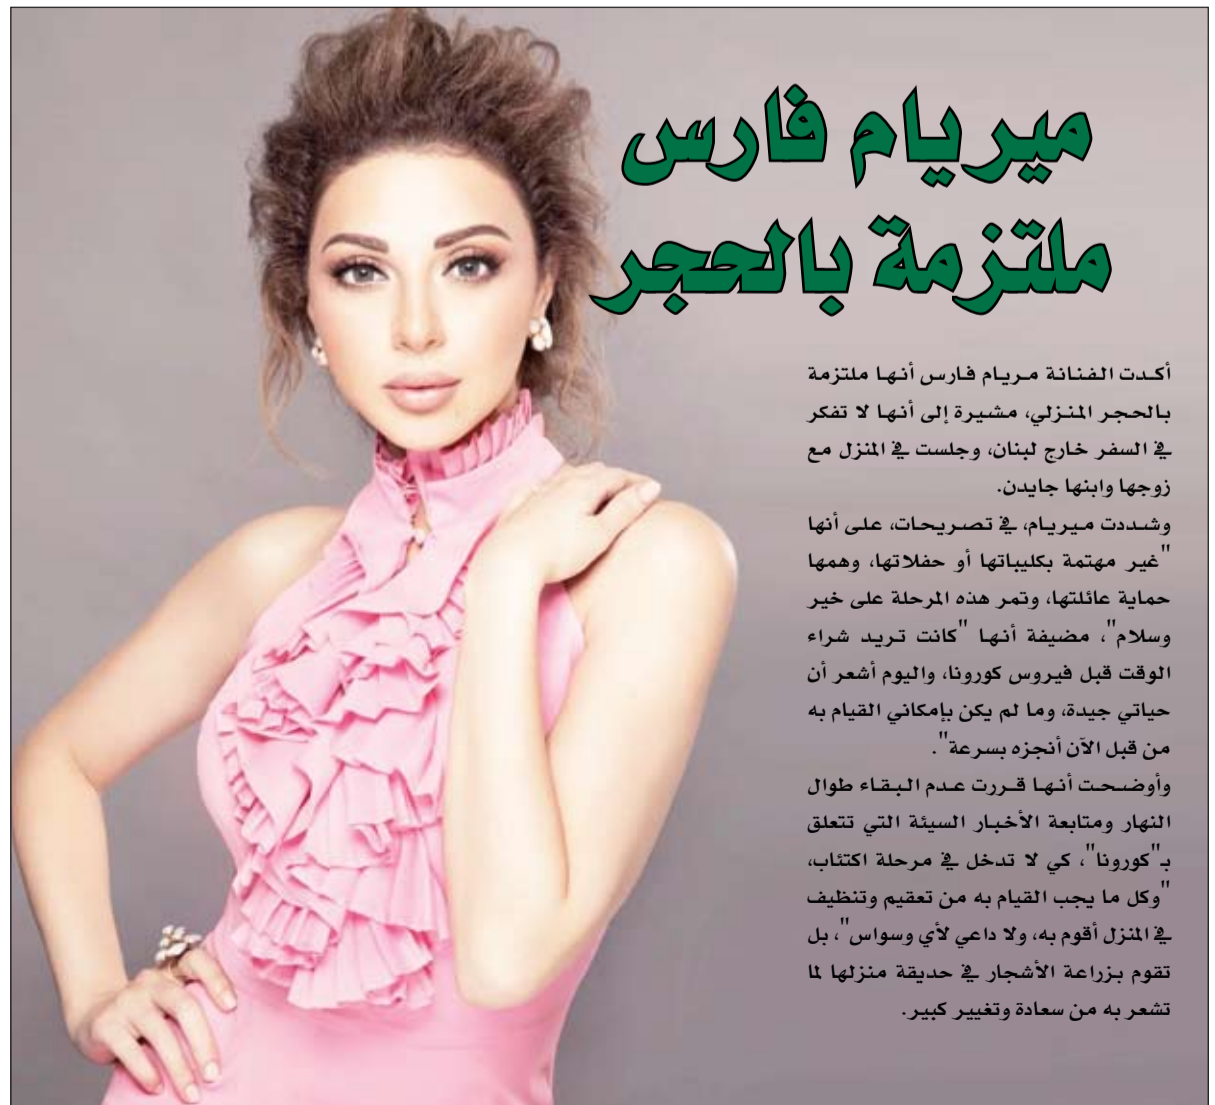 ميريام فارس
ملتزمة بالحجر
أكدت الفنانة مريام فارس أنها ملتزمة
بالحجر المنزلي، مشيرة إلى أنها لا تفكر
في السفر خارج لبنان، وجلست في المنزل مع
زوجها وابنها جايدن.
وشددت ميريام، في تصريحات، على أنها
"غير مهتمة بكليباتها أو حفلاتها، وهمها
حماية عائلتها، وتمر هذه المرحلة على خير
وسلام"، مضيفة أنها "كانت تريد شراء
الوقت قبل فيروس كورونا، واليوم أشعر أن
حياتي جيدة، وما لم يكن بإمكاني القيام به
من قبل الآن أنجزه بسرعة".
وأوضحت أنها قررت عدم البقاء طوال
النهار ومتابعة الأخبار السيئة التي تتعلق
بـ"كورونا"، كي لا تدخل في مرحلة اكتئاب،
"وكل ما يجب القيام به من تعقيم وتنظيف
في المنزل أقوم به، ولا داعي لأي وسواس"، بل
تقوم بزراعة الأشجار في حديقة منزلها لما
تشعر به من سعادة وتغيير كبير.